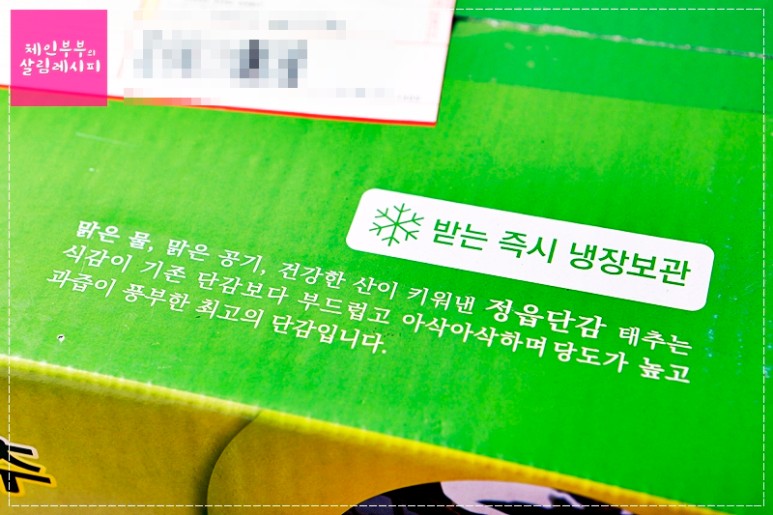 체인부부의
살림레시피
받는 즉시 냉장보관
맑은 물, 맑은 공기, 건강한 산이 키워낸 정읍단감 태추는
식감이 기존 단감보다 부드럽고 아삭아삭하며 당도가 높고
과즙이 풍부한 최고의 단감입니다.